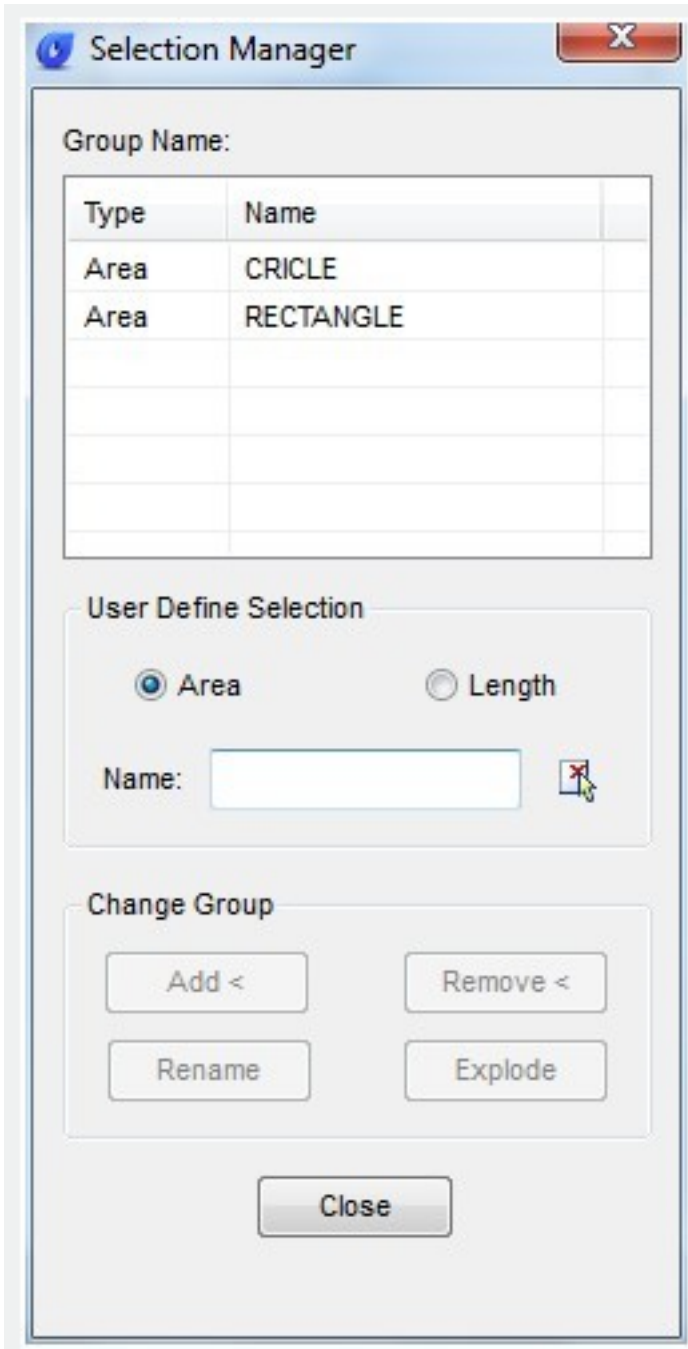 Selection Manager
Group Name:
Type Name
Area CRICLE
Area RECTANGLE
User Define Selection
Area Length
Name:
Change Group
Add < Remove <
Rename Explode
Close